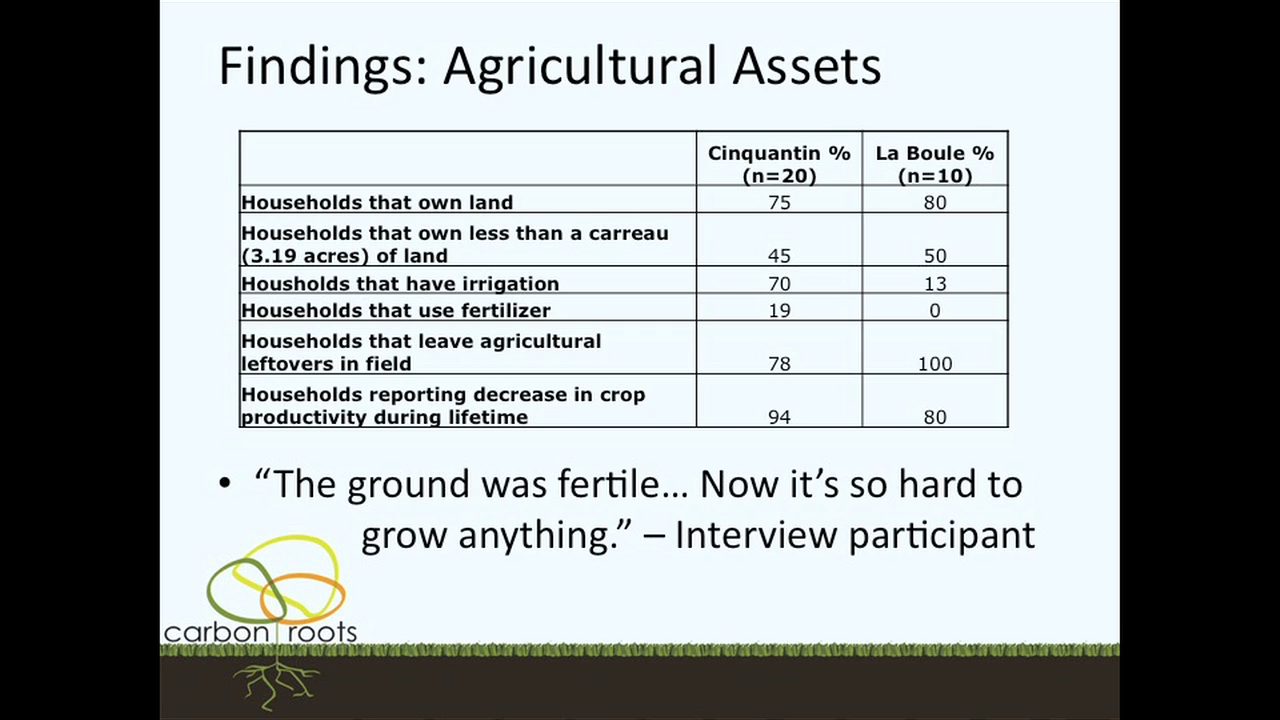 Findings: Agricultural Assets
Cinquantin % La Boule %
(n=20) (n=10)
Households that own land 75 80
Households that own less than a carreau
(3.19 acres) of land 45 50
Housholds that have irrigation 70 13
Households that use fertilizer 19 0
Households that leave agricultural
leftovers in field 78 100
Households reporting decrease in crop
productivity during lifetime 94 80
• “The ground was fertile… Now it’s so hard to
grow anything.” – Interview participant
carbon roots